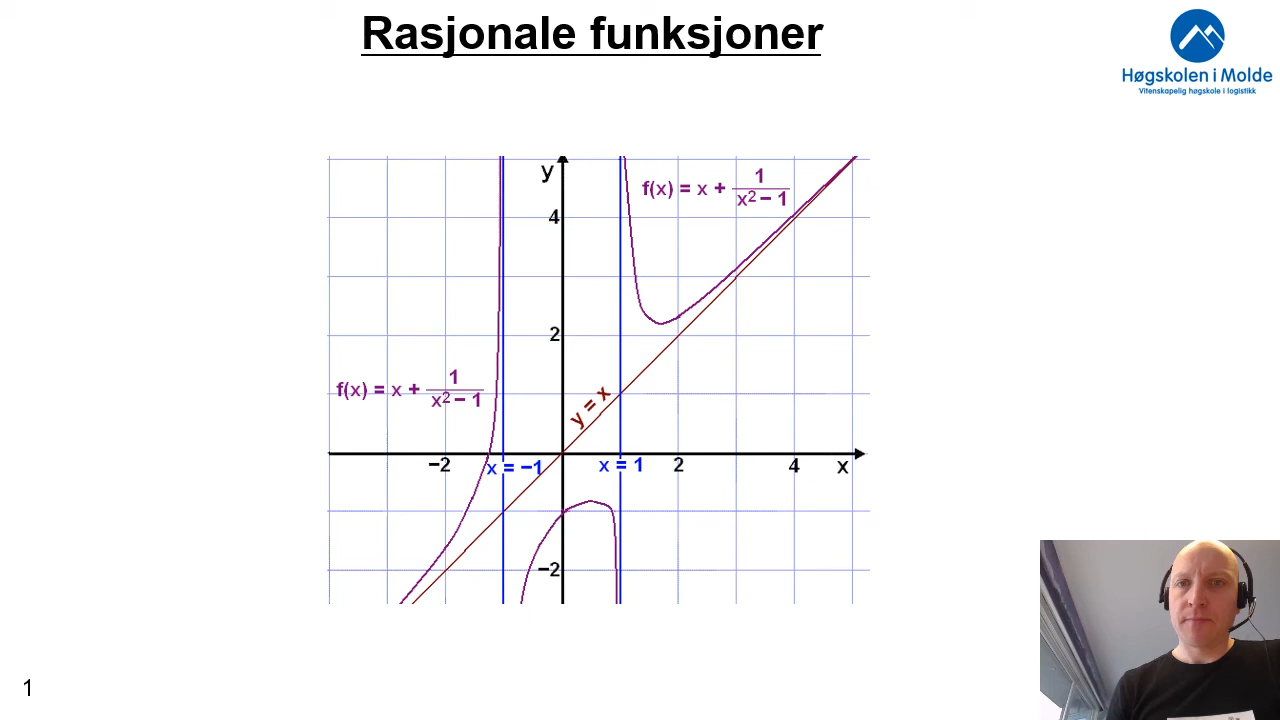 Rasjonale funksjoner
Høgskolen i Molde
Vitenskapelig høgskole i logistikk
y
f(x) = x + 1/(x² − 1)
4
2
f(x) = x + 1/(x² − 1)
y = x
−2
x = −1
x = 1
2
4
x
−2
1